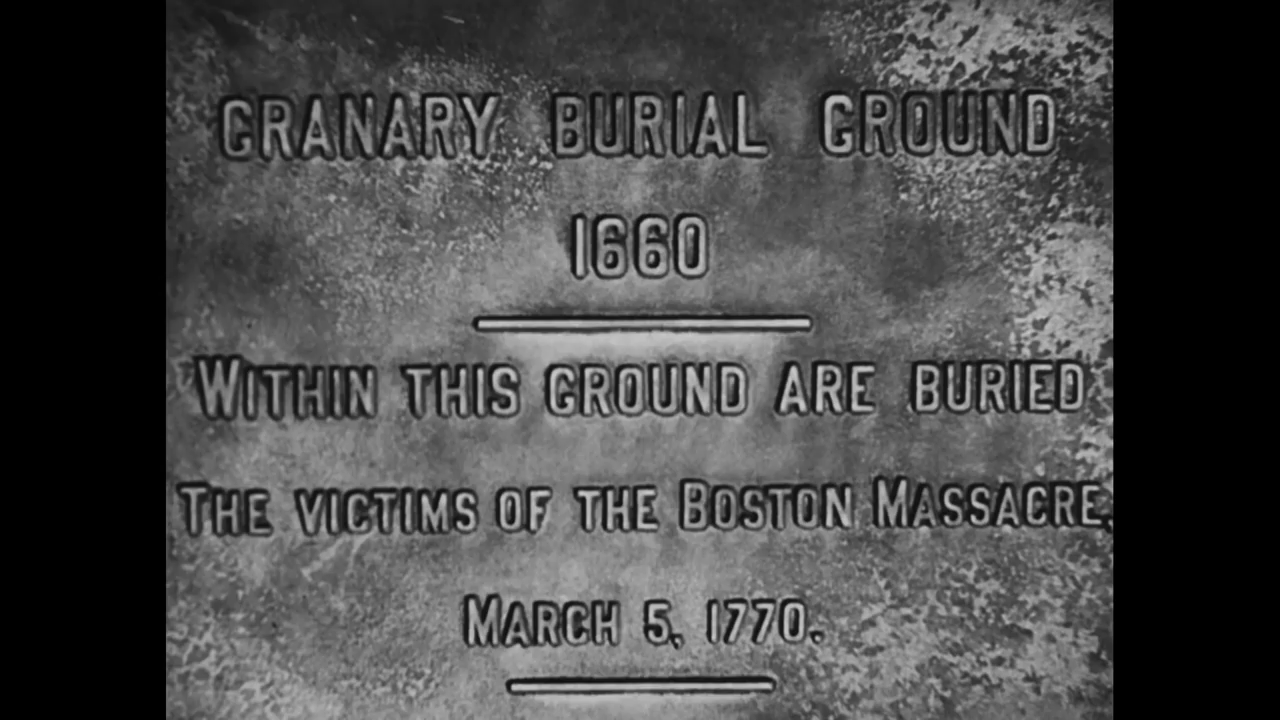 GRANARY BURIAL GROUND
1660
WITHIN THIS GROUND ARE BURIED
THE VICTIMS OF THE BOSTON MASSACRE,
MARCH 5, 1770.